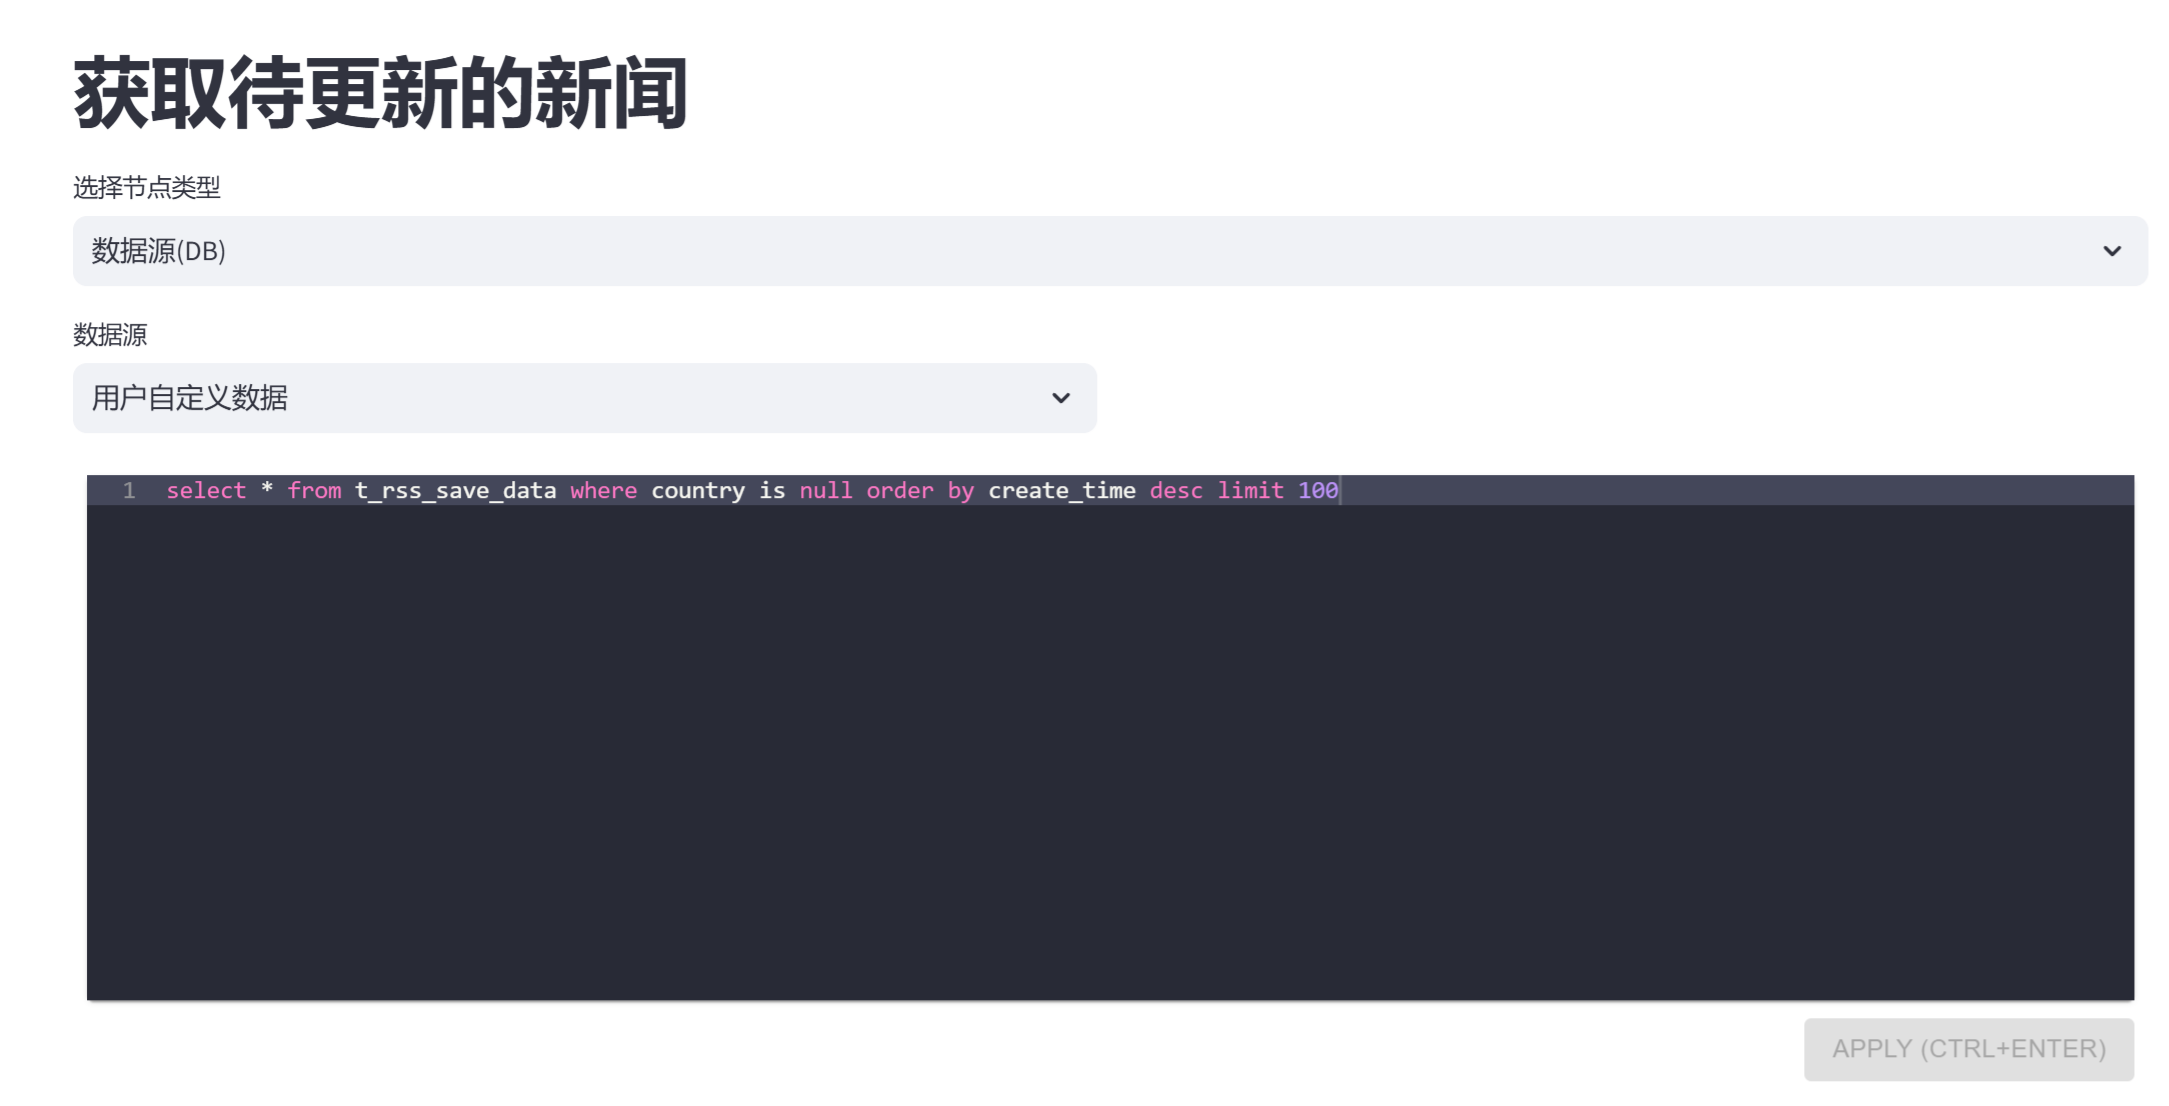 获取待更新的新闻
选择节点类型
数据源(DB)
数据源
用户自定义数据
1 select * from t_rss_save_data where country is null order by create_time desc limit 100
APPLY (CTRL+ENTER)